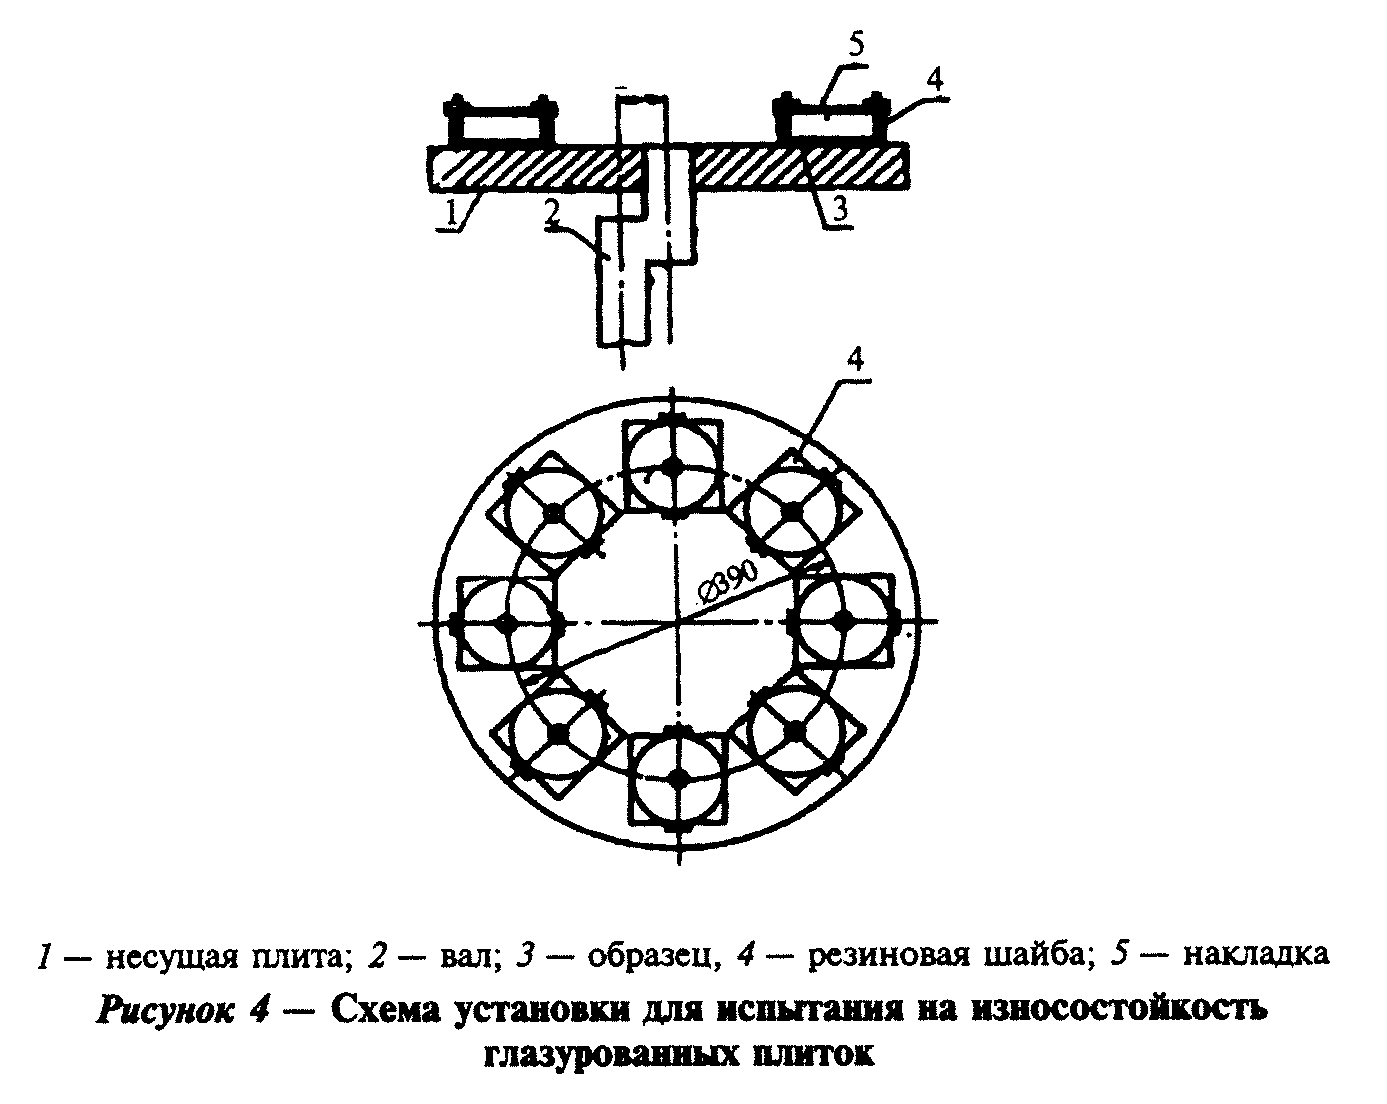 5
4
1
2
3
4
Ø390
1 — несущая плита; 2 — вал; 3 — образец, 4 — резиновая шайба; 5 — накладка
Рисунок 4 — Схема установки для испытания на износостойкость
глазурованных плиток